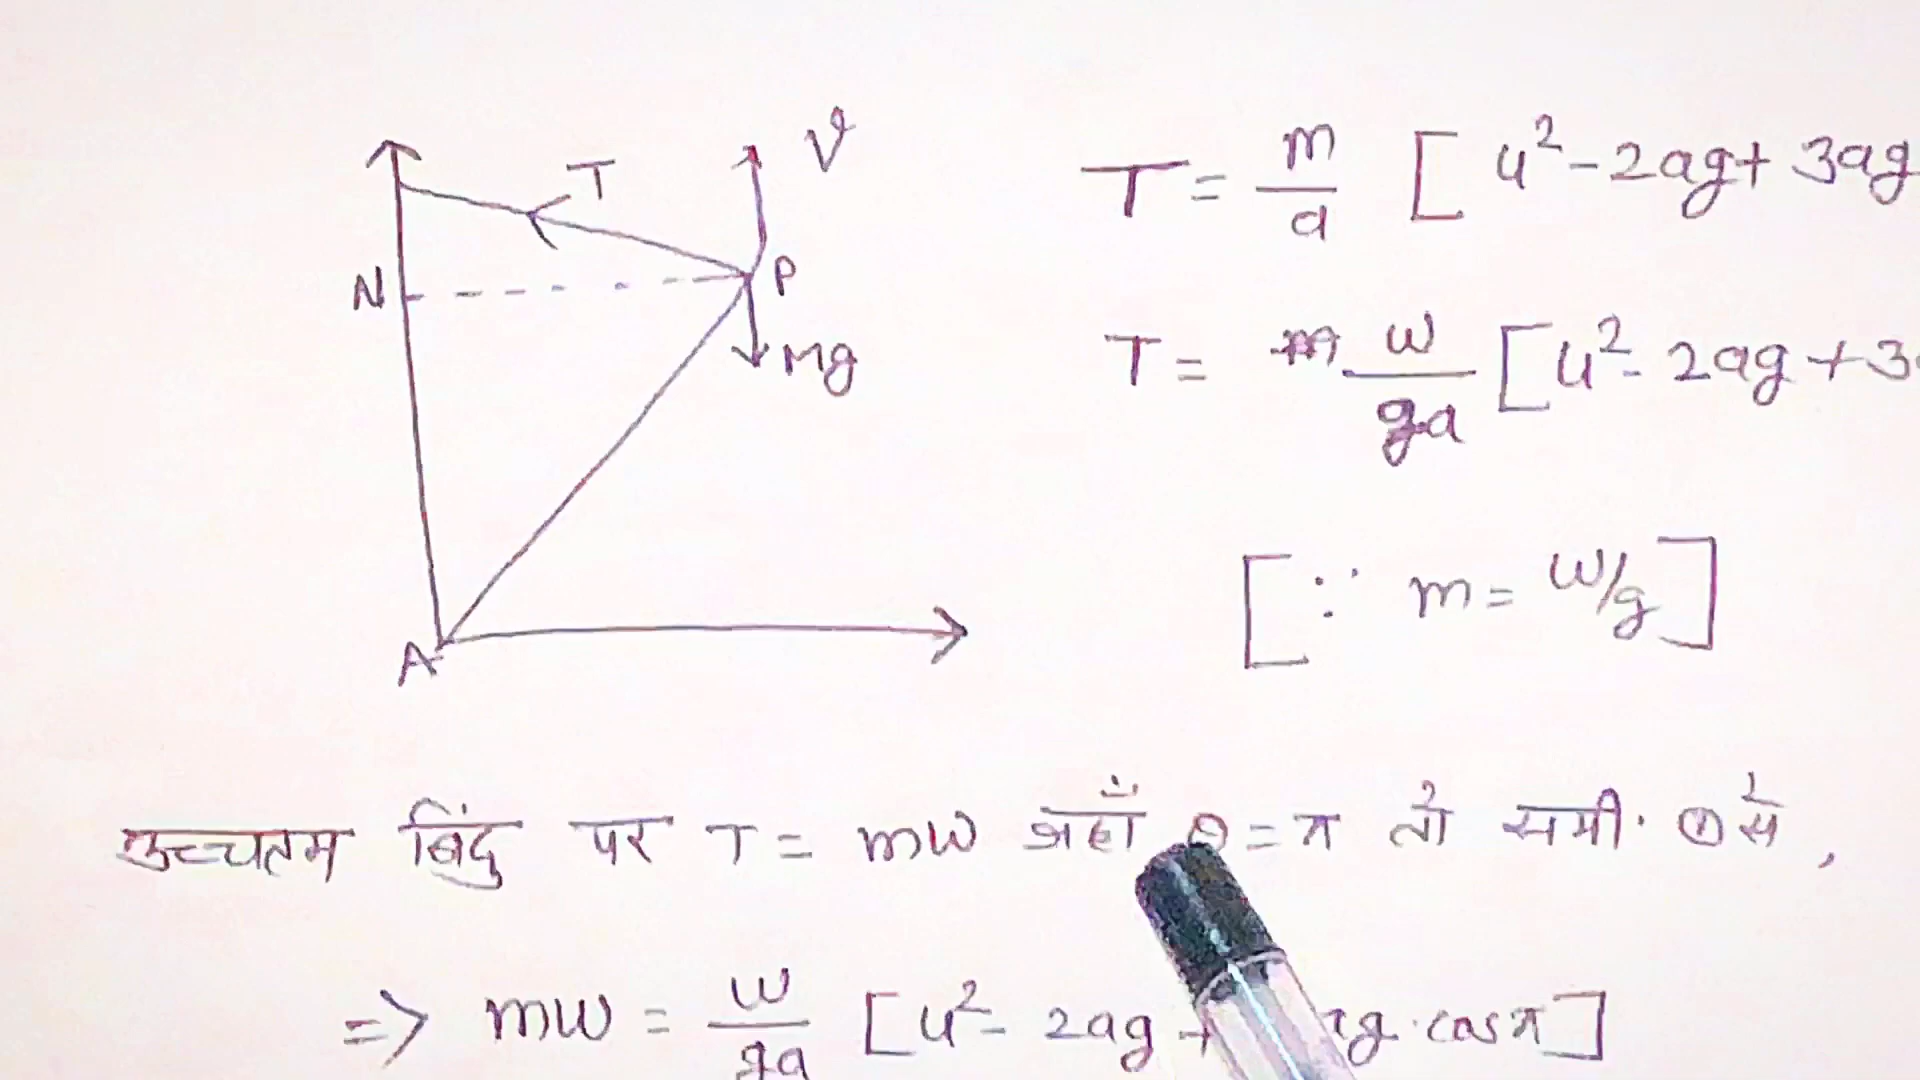 V
T
N
P
Mg
A
T = m/a [ u² - 2ag + 3ag
T = m w/ga [ u² - 2ag + 3
[ ∵ m = w/g ]
उच्चतम बिंदु पर T = mw जहाँ θ = π तो समी. ① से,
=> mw = w/ga [ u² - 2ag + ag . cosπ ]